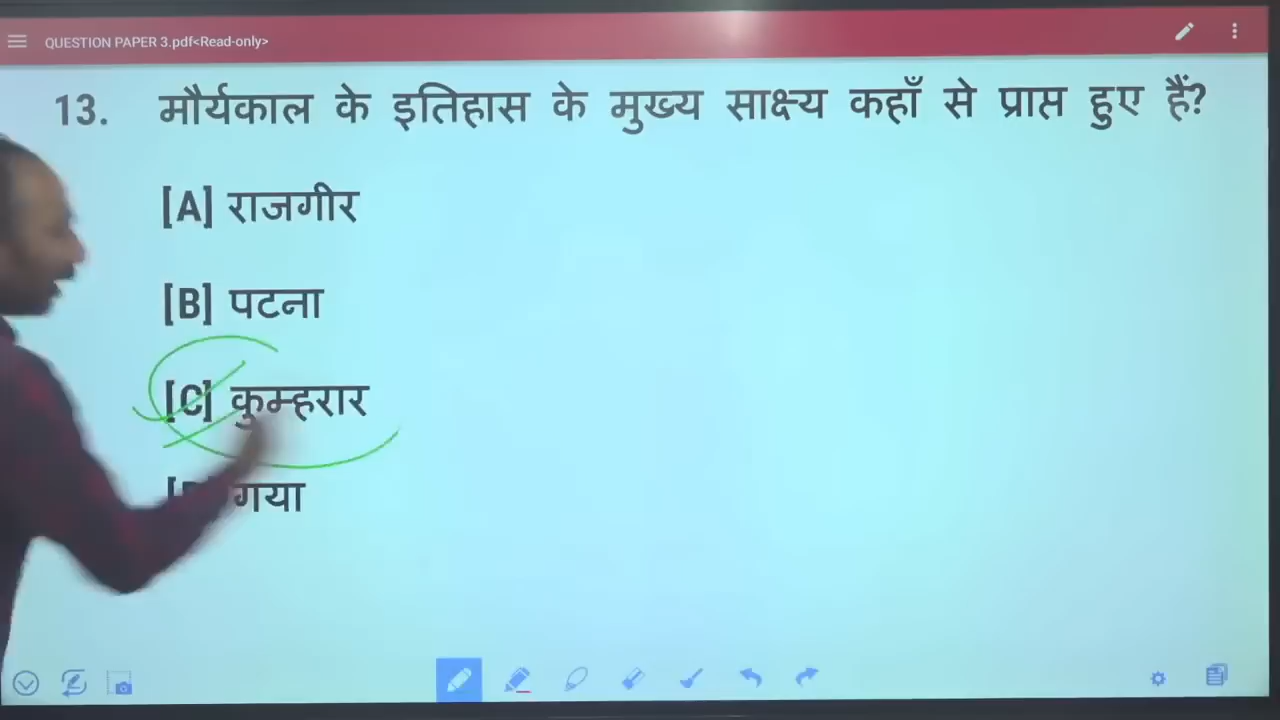 QUESTION PAPER 3.pdf<Read-only>
13. मौर्यकाल के इतिहास के मुख्य साक्ष्य कहाँ से प्राप्त हुए हैं?
[A] राजगीर
[B] पटना
[C] कुम्हरार
गया